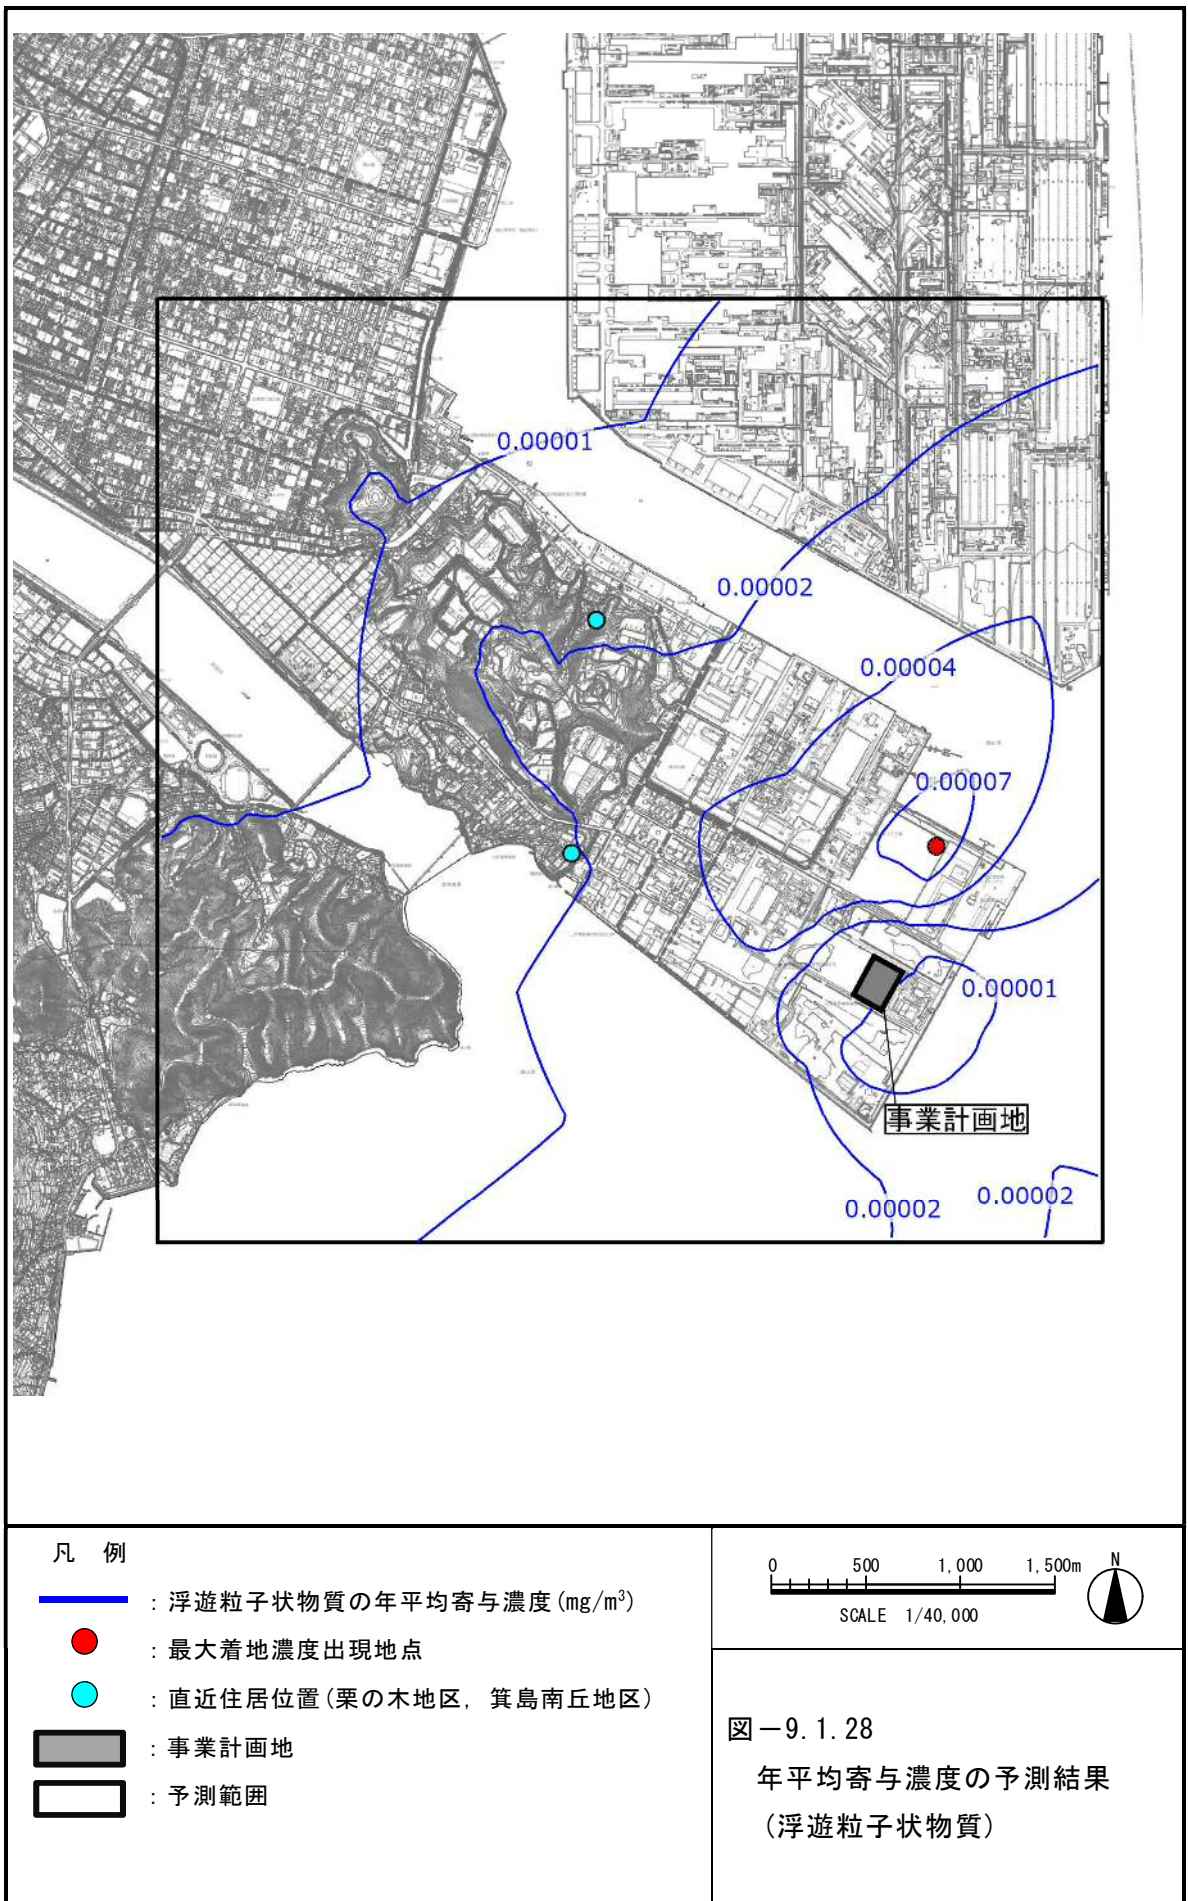 0.00001
0.00002
0.00004
0.00007
0.00001
事業計画地
0.00002
0.00002
凡 例
: 浮遊粒子状物質の年平均寄与濃度(mg/m³)
: 最大着地濃度出現地点
: 直近住居位置(栗の木地区, 箕島南丘地区)
: 事業計画地
: 予測範囲
0 500 1,000 1,500m N
SCALE 1/40,000
図－9.1.28
年平均寄与濃度の予測結果
(浮遊粒子状物質)